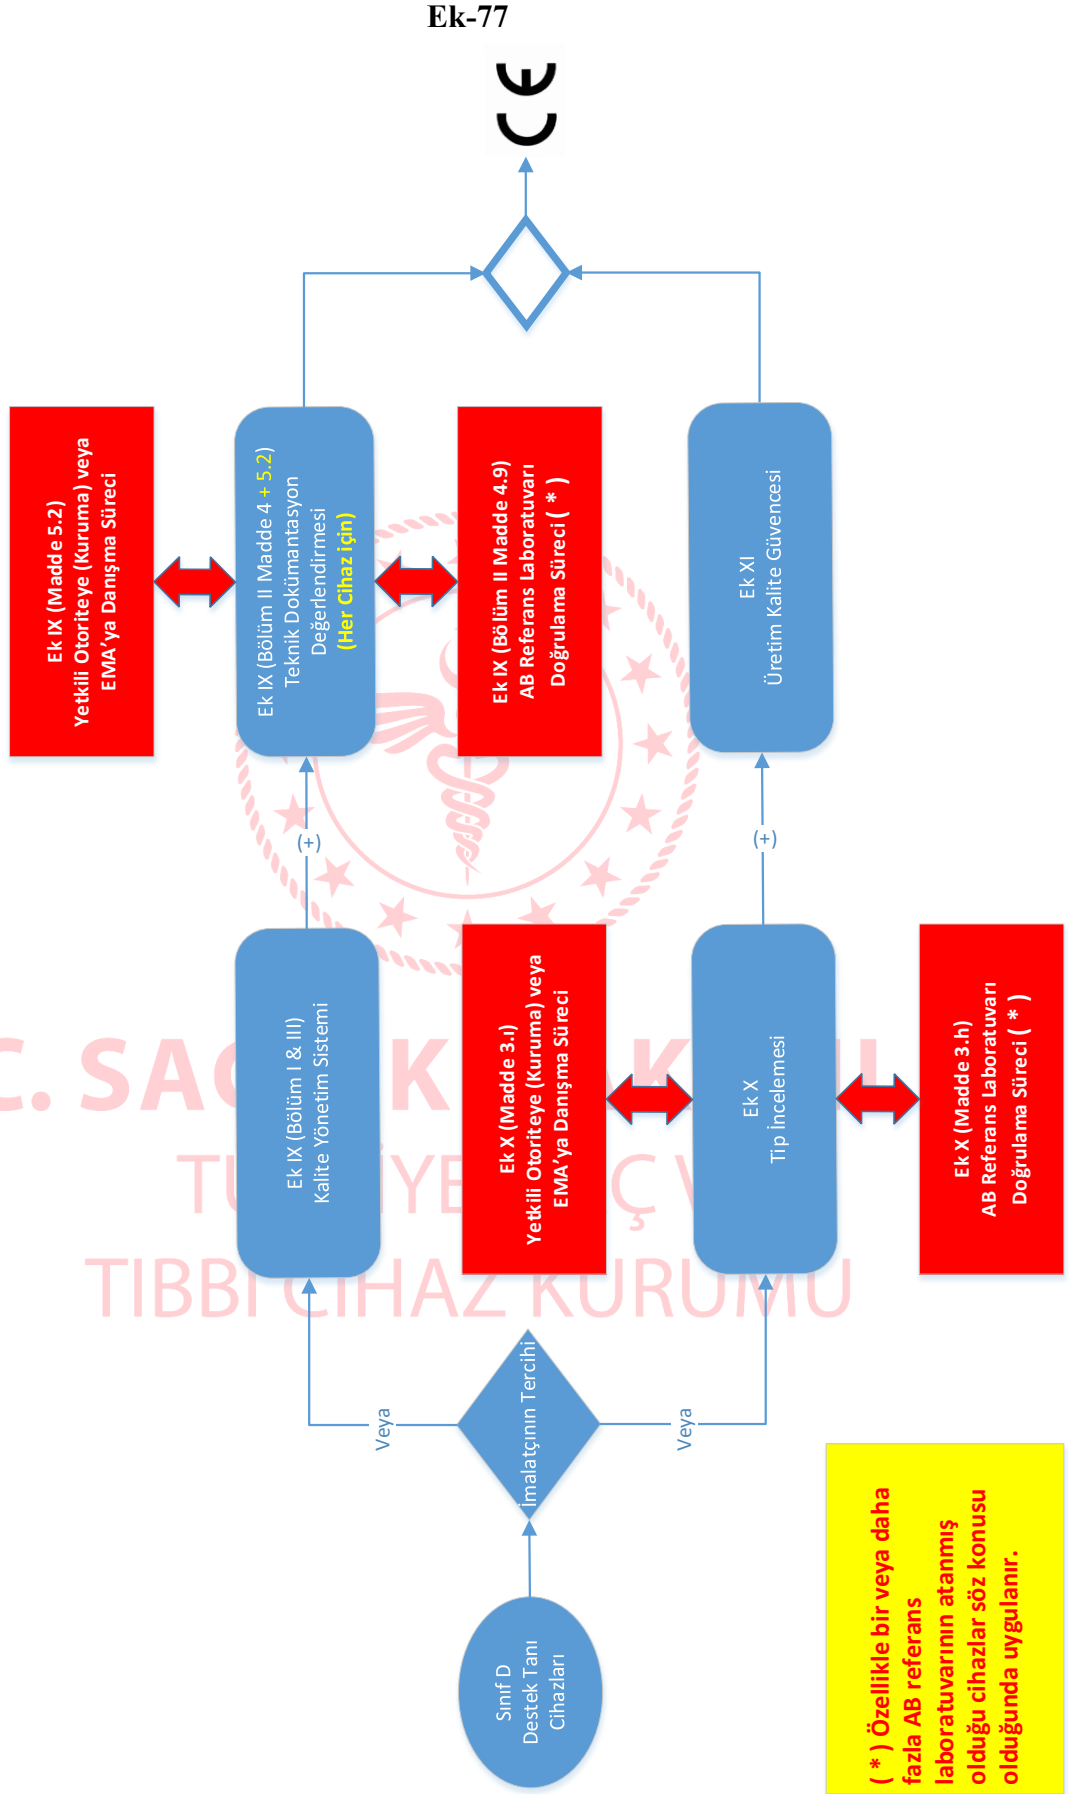 Ek-77
Sınıf D
Destek Tanı
Cihazları
İmalatçının Tercihi
Veya
Veya
Ek IX (Bölüm I & III)
Kalite Yönetim Sistemi
(+)
Ek IX (Madde 5.2)
Yetkili Otoriteye (Kuruma) veya
EMA’ya Danışma Süreci
Ek IX (Bölüm II Madde 4 + 5.2)
Teknik Dokümantasyon
Değerlendirmesi
(Her Cihaz için)
Ek IX (Bölüm II Madde 4.9)
AB Referans Laboratuvarı
Doğrulama Süreci ( * )
Ek X (Madde 3.ı)
Yetkili Otoriteye (Kuruma) veya
EMA’ya Danışma Süreci
Ek X
Tip İncelemesi
Ek X (Madde 3.h)
AB Referans Laboratuvarı
Doğrulama Süreci ( * )
(+)
Ek XI
Üretim Kalite Güvencesi
CE
( * ) Özellikle bir veya daha
fazla AB referans
laboratuvarının atanmış
olduğu cihazlar söz konusu
olduğunda uygulanır.
TIBBİ CİHAZ KURUMU